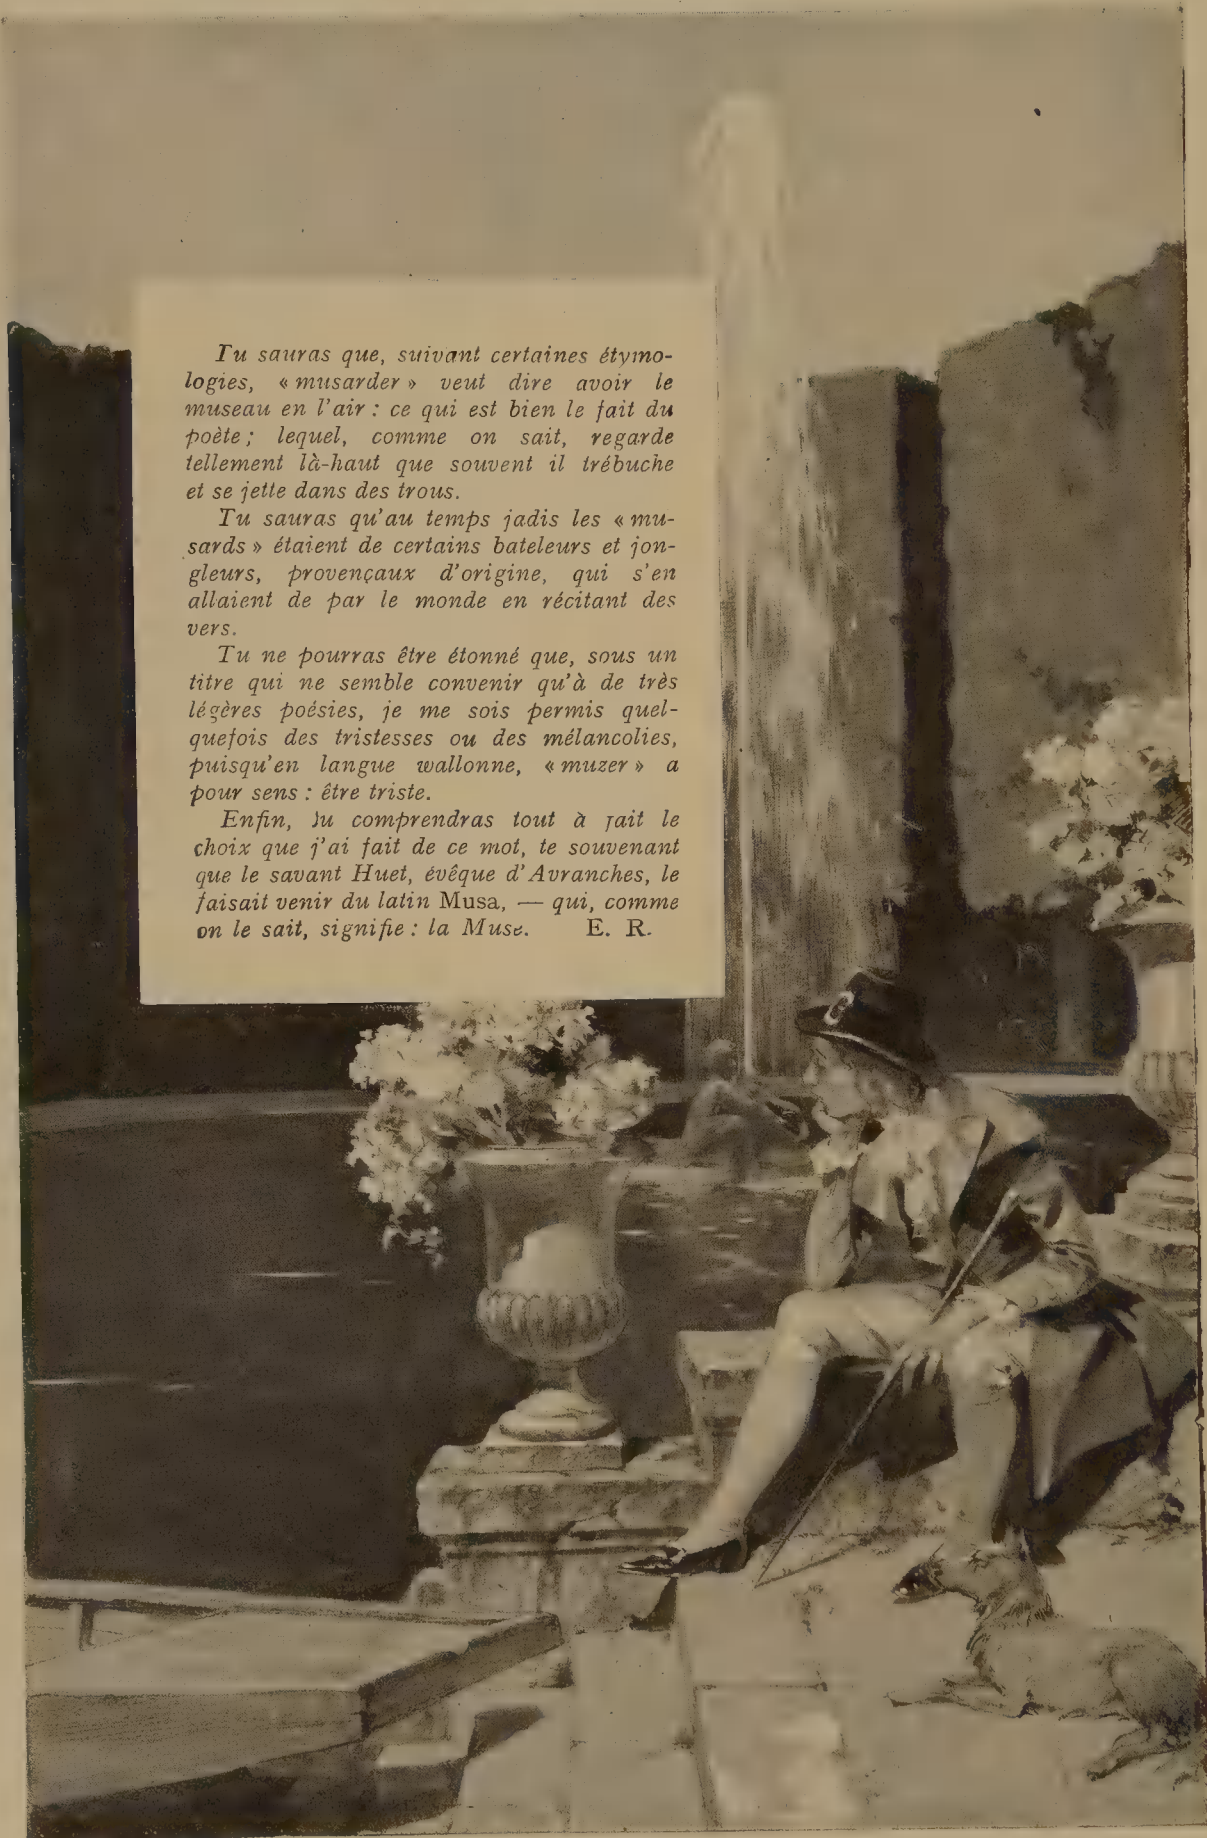 Tu sauras que, suivant certaines étymo-
logies, « musarder » veut dire avoir le
museau en l'air : ce qui est bien le fait du
poète ; lequel, comme on sait, regarde
tellement là-haut que souvent il trébuche
et se jette dans des trous.
Tu sauras qu'au temps jadis les « mu-
sards » étaient de certains bateleurs et jon-
gleurs, provençaux d'origine, qui s'en
allaient de par le monde en récitant des
vers.
Tu ne pourras être étonné que, sous un
titre qui ne semble convenir qu'à de très
légères poésies, je me sois permis quel-
quefois des tristesses ou des mélancolies,
puisqu'en langue wallonne, « muzer » a
pour sens : être triste.
Enfin, tu comprendras tout à fait le
choix que j'ai fait de ce mot, te souvenant
que le savant Huet, évêque d'Avranches, le
faisait venir du latin Musa, — qui, comme
on le sait, signifie : la Muse. E. R.